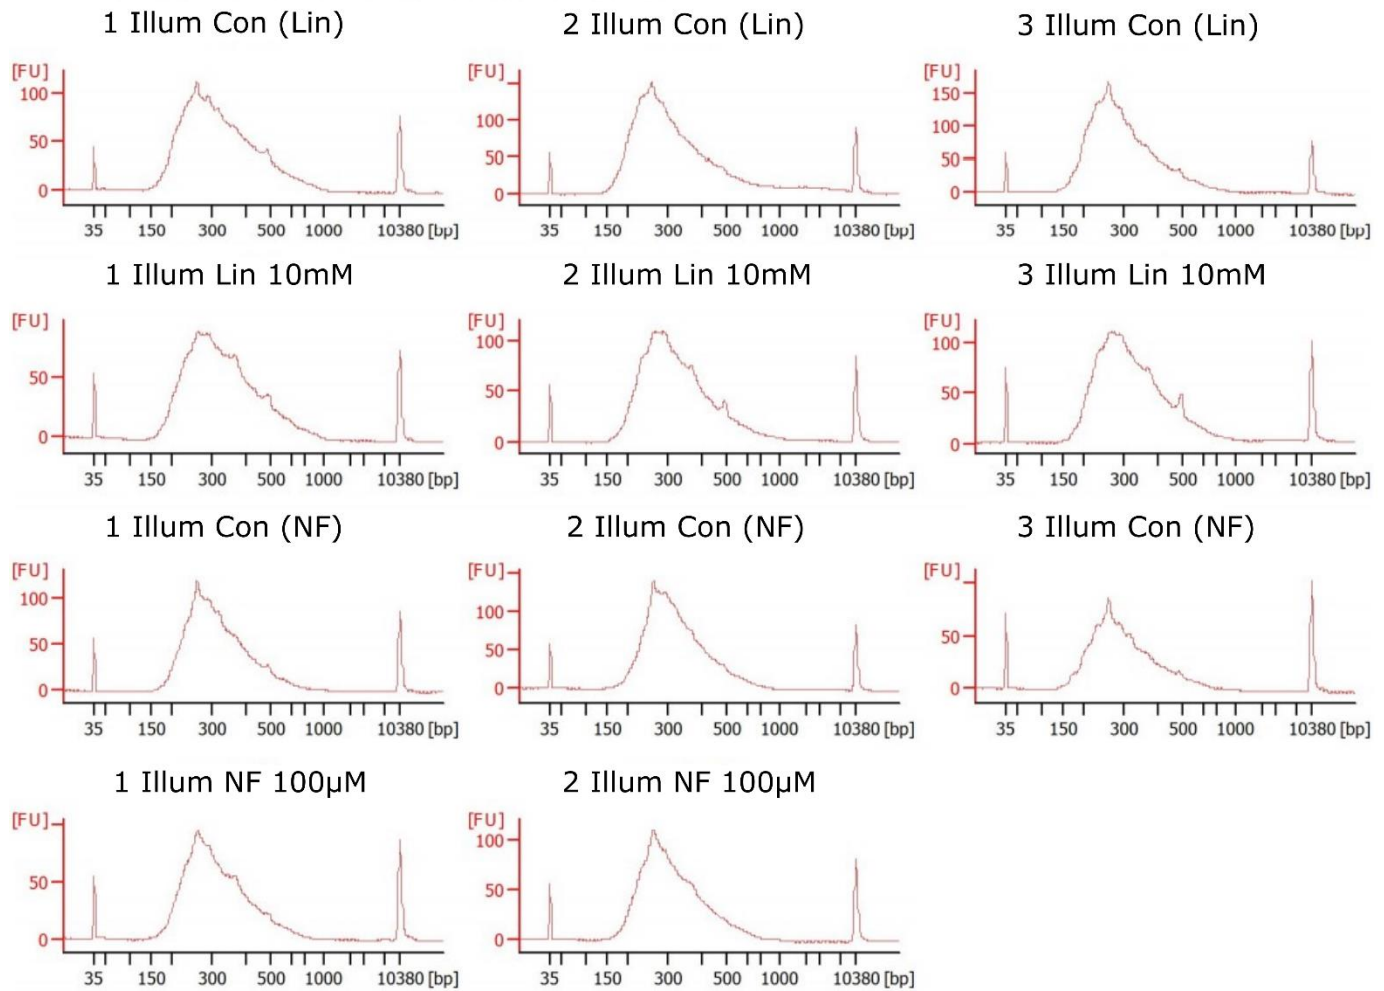 1 Illum Con (Lin) 2 Illum Con (Lin) 3 Illum Con (Lin)
[FU] [FU] [FU]
100 50 0 100 50 0 150 100 50 0
35 150 300 500 1000 10380 [bp] 35 150 300 500 1000 10380 [bp] 35 150 300 500 1000 10380 [bp]
1 Illum Lin 10mM 2 Illum Lin 10mM 3 Illum Lin 10mM
[FU] [FU] [FU]
50 0 100 50 0 100 50 0
35 150 300 500 1000 10380 [bp] 35 150 300 500 1000 10380 [bp] 35 150 300 500 1000 10380 [bp]
1 Illum Con (NF) 2 Illum Con (NF) 3 Illum Con (NF)
[FU] [FU] [FU]
100 50 0 100 50 0 50 0
35 150 300 500 1000 10380 [bp] 35 150 300 500 1000 10380 [bp] 35 150 300 500 1000 10380 [bp]
1 Illum NF 100µM 2 Illum NF 100µM
[FU] [FU]
50 0 100 50 0
35 150 300 500 1000 10380 [bp] 35 150 300 500 1000 10380 [bp]